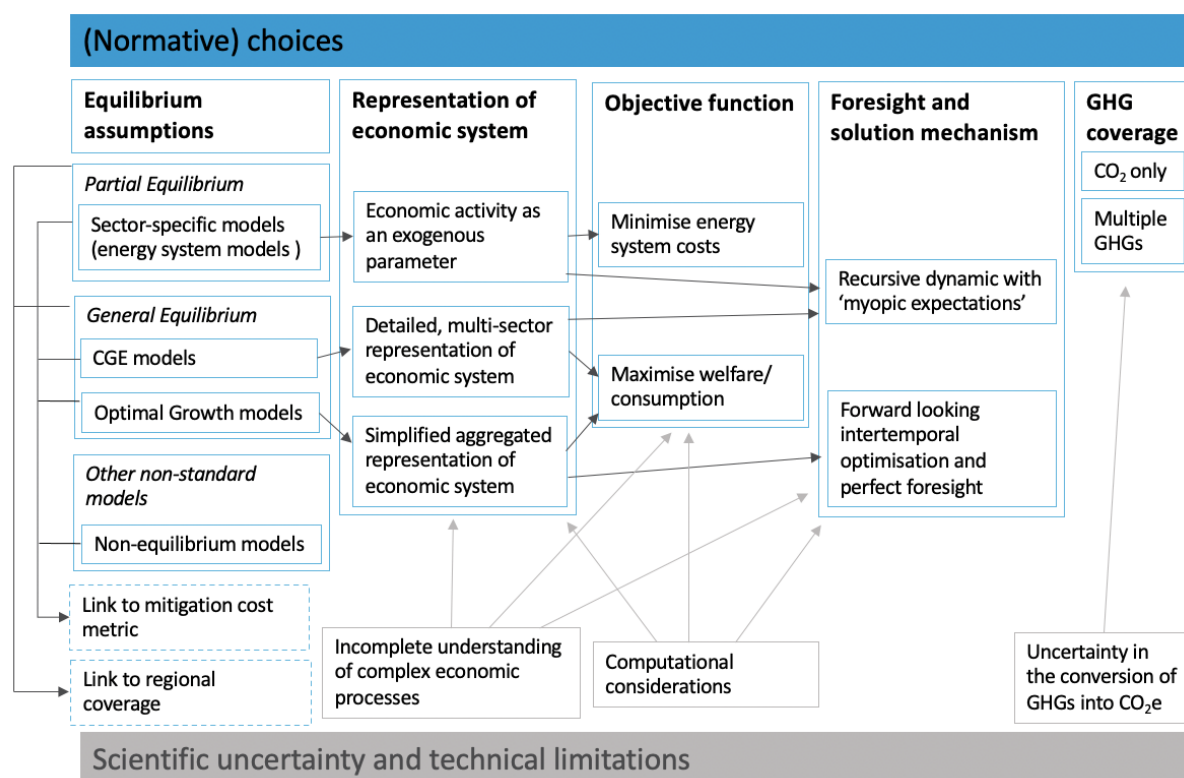 (Normative) choices
Equilibrium
assumptions
Partial Equilibrium
Sector-specific models
(energy system models )
General Equilibrium
CGE models
Optimal Growth models
Other non-standard
models
Non-equilibrium models
Link to mitigation cost
metric
Link to regional
coverage
Representation of
economic system
Economic activity as
an exogenous
parameter
Detailed, multi-sector
representation of
economic system
Simplified aggregated
representation of
economic system
Objective function
Minimise energy
system costs
Maximise welfare/
consumption
Foresight and
solution mechanism
Recursive dynamic with
‘myopic expectations’
Forward looking
intertemporal
optimisation and
perfect foresight
GHG
coverage
CO₂ only
Multiple
GHGs
Incomplete understanding
of complex economic
processes
Computational
considerations
Uncertainty in
the conversion of
GHGs into CO₂e
Scientific uncertainty and technical limitations